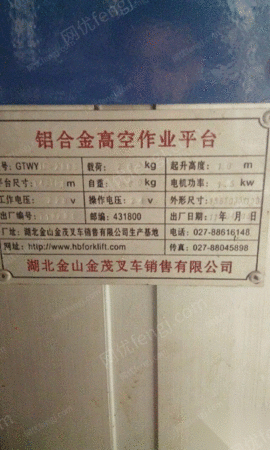 铝合金高空作业平台
号: GTWY 载荷: kg 起升高度: m
平台尺寸: m 自重: kg 电机功率: kw
工作电压: v 操作电压: v 外形尺寸:
出厂编号: 邮编: 431800 出厂日期: 年 月 日
厂址: 湖北金山金茂叉车销售有限公司生产基地 电话: 027-88616148
网址: http://www.hbforklift.com 传真: 027-88045898
湖北金山金茂叉车销售有限公司